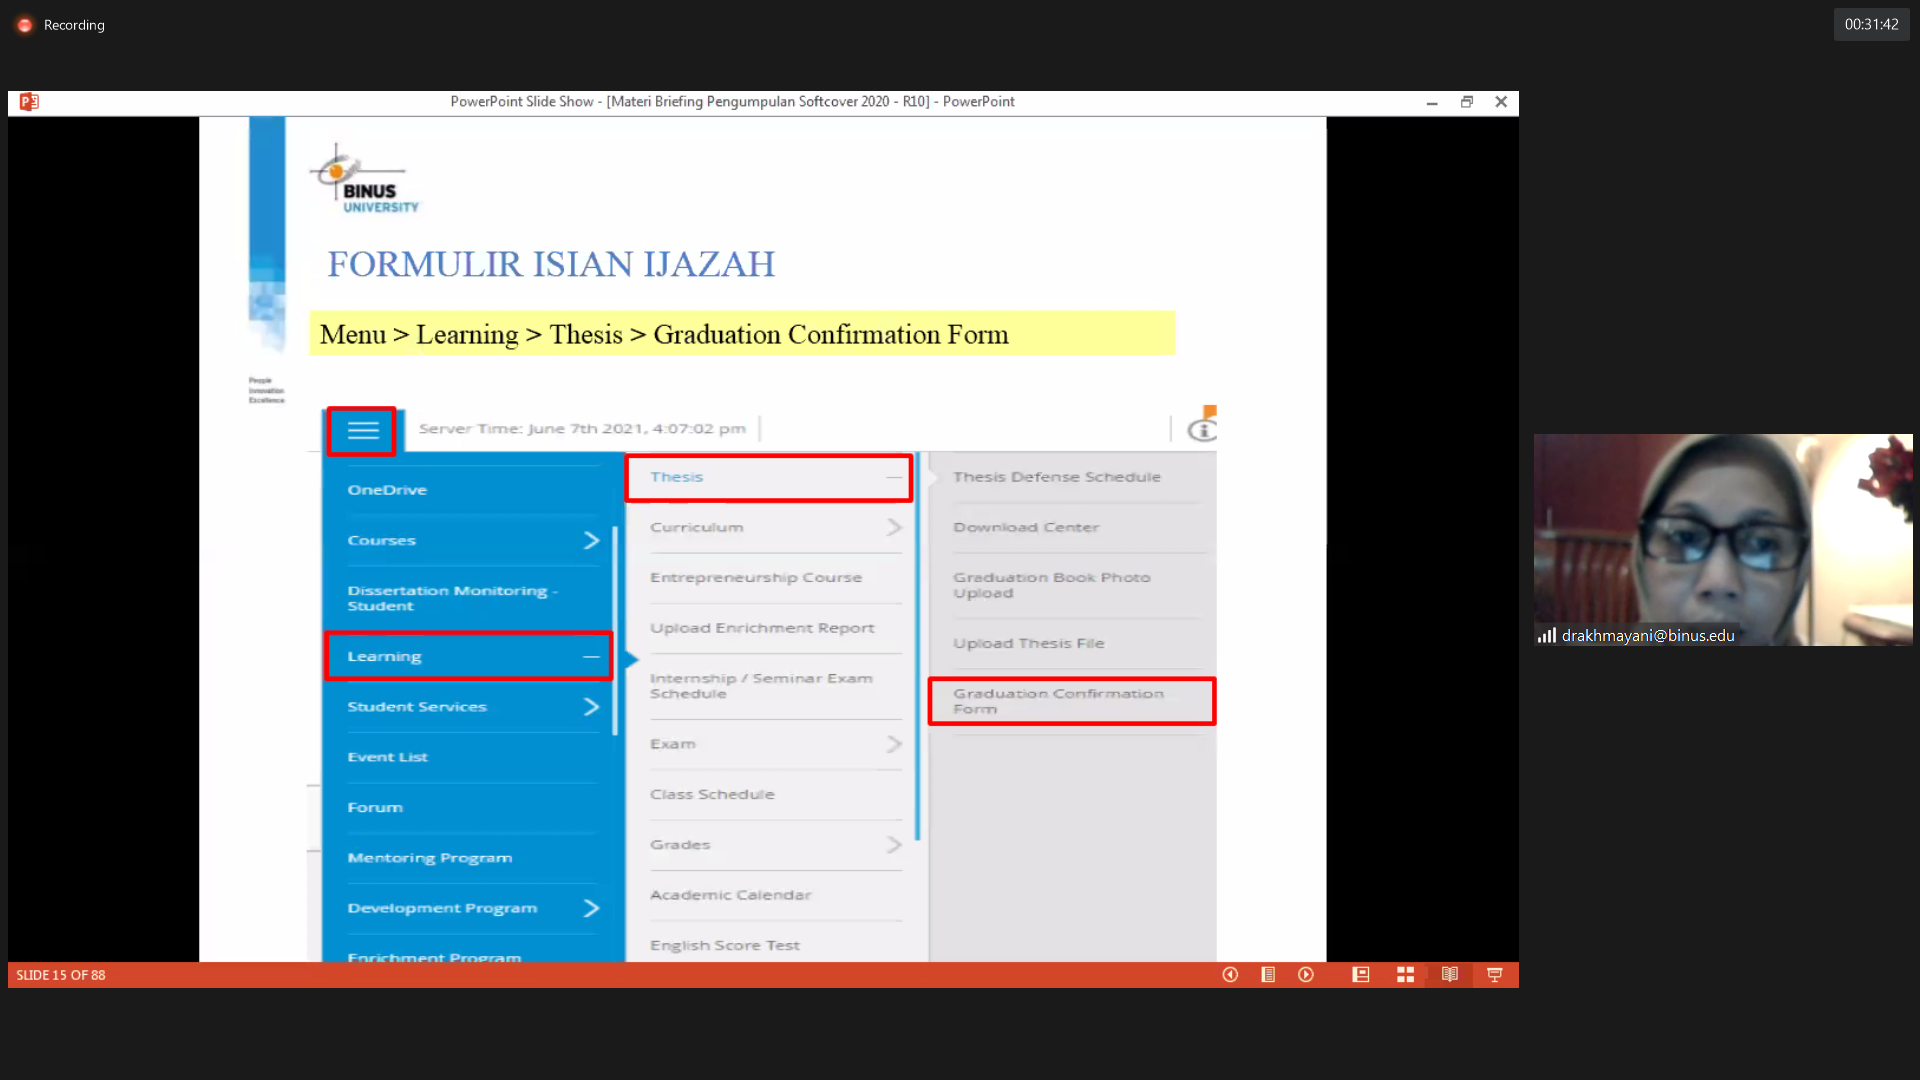 Recording
00:31:42
PowerPoint Slide Show - [Materi Briefing Pengumpulan Softcover 2020 - R10] - PowerPoint
BINUS
UNIVERSITY
FORMULIR ISIAN IJAZAH
Menu > Learning > Thesis > Graduation Confirmation Form
People
Innovation
Excellence
Server Time: June 7th 2021, 4:07:02 pm
OneDrive
Courses
Dissertation Monitoring -
Student
Learning
Student Services
Event List
Forum
Mentoring Program
Development Program
Enrichment Program
Thesis
Curriculum
Entrepreneurship Course
Upload Enrichment Report
Internship / Seminar Exam
Schedule
Exam
Class Schedule
Grades
Academic Calendar
English Score Test
Thesis Defense Schedule
Download Center
Graduation Book Photo
Upload
Upload Thesis File
Graduation Confirmation
Form
drakhmayani@binus.edu
SLIDE 15 OF 88